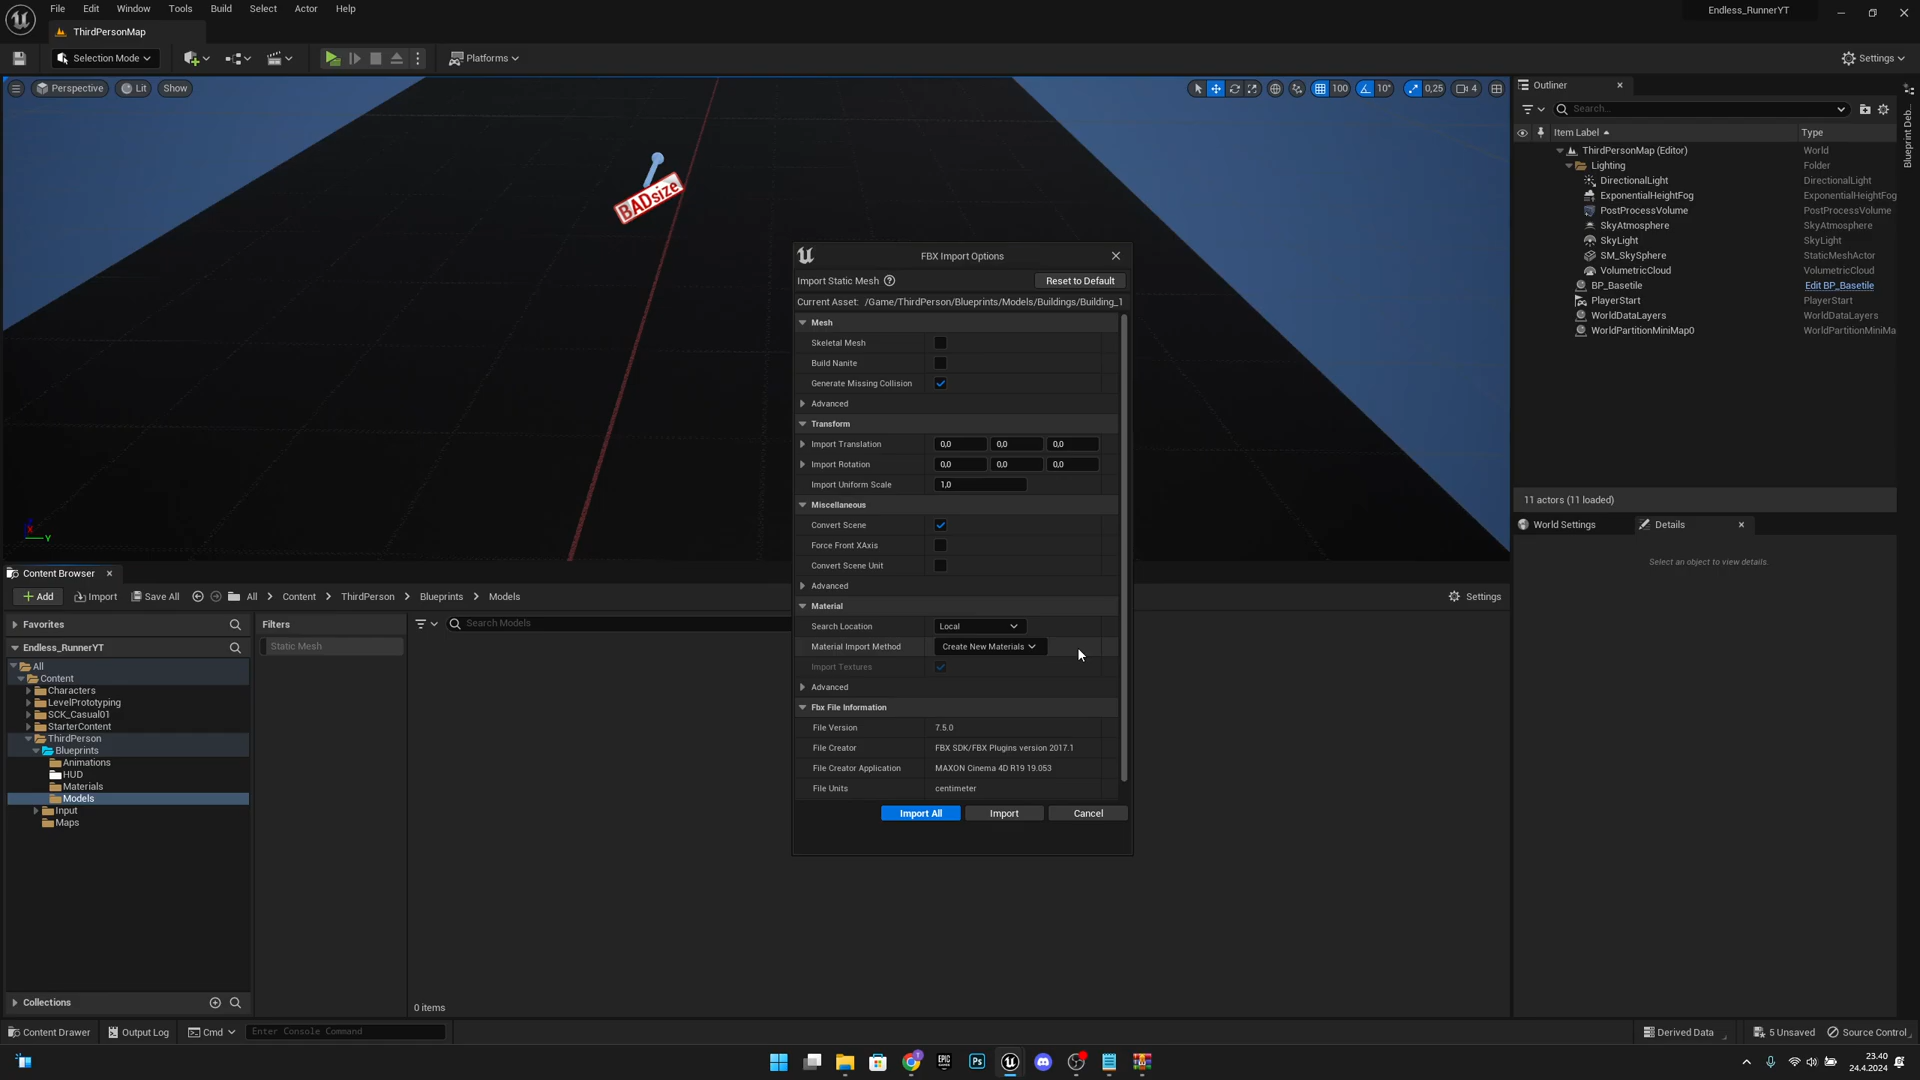 File Edit Window Tools Build Select Actor Help
Endless_RunnerYT
ThirdPersonMap
Selection Mode
Platforms
Settings
Perspective
Lit
Show
100
10°
0,25
4
BADsize
Outliner
Search...
Blueprint Deb...
Item Label
Type
ThirdPersonMap (Editor) World
Lighting Folder
DirectionalLight DirectionalLight
ExponentialHeightFog ExponentialHeightFog
PostProcessVolume PostProcessVolume
SkyAtmosphere SkyAtmosphere
SkyLight SkyLight
SM_SkySphere StaticMeshActor
VolumetricCloud VolumetricCloud
BP_Basetile Edit BP_Basetile
PlayerStart PlayerStart
WorldDataLayers WorldDataLayers
WorldPartitionMiniMap0 WorldPartitionMiniMa
11 actors (11 loaded)
World Settings
Details
Select an object to view details.
FBX Import Options
Import Static Mesh
Reset to Default
Current Asset: /Game/ThirdPerson/Blueprints/Models/Buildings/Building_1
Mesh
Skeletal Mesh
Build Nanite
Generate Missing Collision
Advanced
Transform
Import Translation 0,0 0,0 0,0
Import Rotation 0,0 0,0 0,0
Import Uniform Scale 1,0
Miscellaneous
Convert Scene
Force Front XAxis
Convert Scene Unit
Advanced
Material
Search Location Local
Material Import Method Create New Materials
Import Textures
Advanced
Fbx File Information
File Version 7.5.0
File Creator FBX SDK/FBX Plugins version 2017.1
File Creator Application MAXON Cinema 4D R19 19.053
File Units centimeter
Import All
Import
Cancel
Content Browser
Add
Import
Save All
All
Content
ThirdPerson
Blueprints
Models
Settings
Favorites
Filters
Search Models
Endless_RunnerYT
Static Mesh
All
Content
Characters
LevelPrototyping
SCK_Casual01
StarterContent
ThirdPerson
Blueprints
Animations
HUD
Materials
Models
Input
Maps
Collections
0 items
Content Drawer
Output Log
Cmd
Enter Console Command
Derived Data
5 Unsaved
Source Control
EPIC
Ps
23.40
24.4.2024